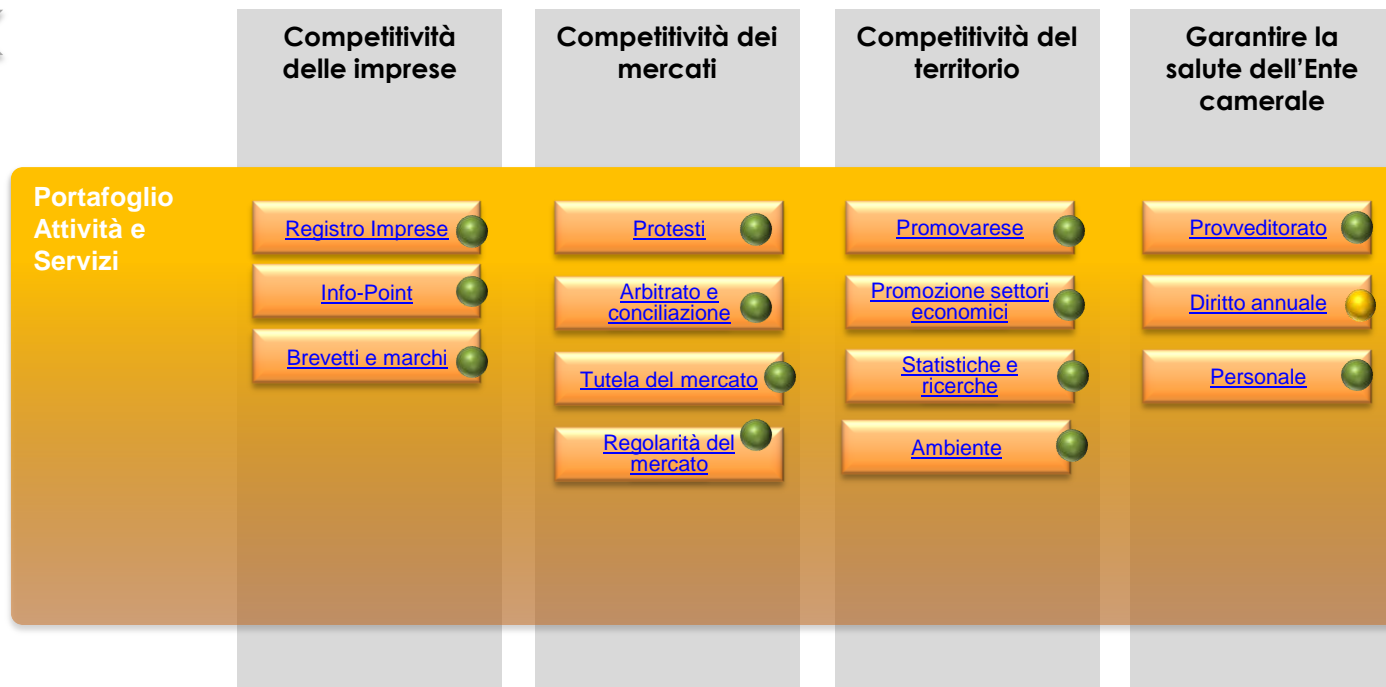 Competitività
delle imprese
Competitività dei
mercati
Competitività del
territorio
Garantire la
salute dell’Ente
camerale
Portafoglio
Attività e
Servizi
Registro Imprese
Info-Point
Brevetti e marchi
Protesti
Arbitrato e
conciliazione
Tutela del mercato
Regolarità del
mercato
Promovarese
Promozione settori
economici
Statistiche e
ricerche
Ambiente
Provveditorato
Diritto annuale
Personale